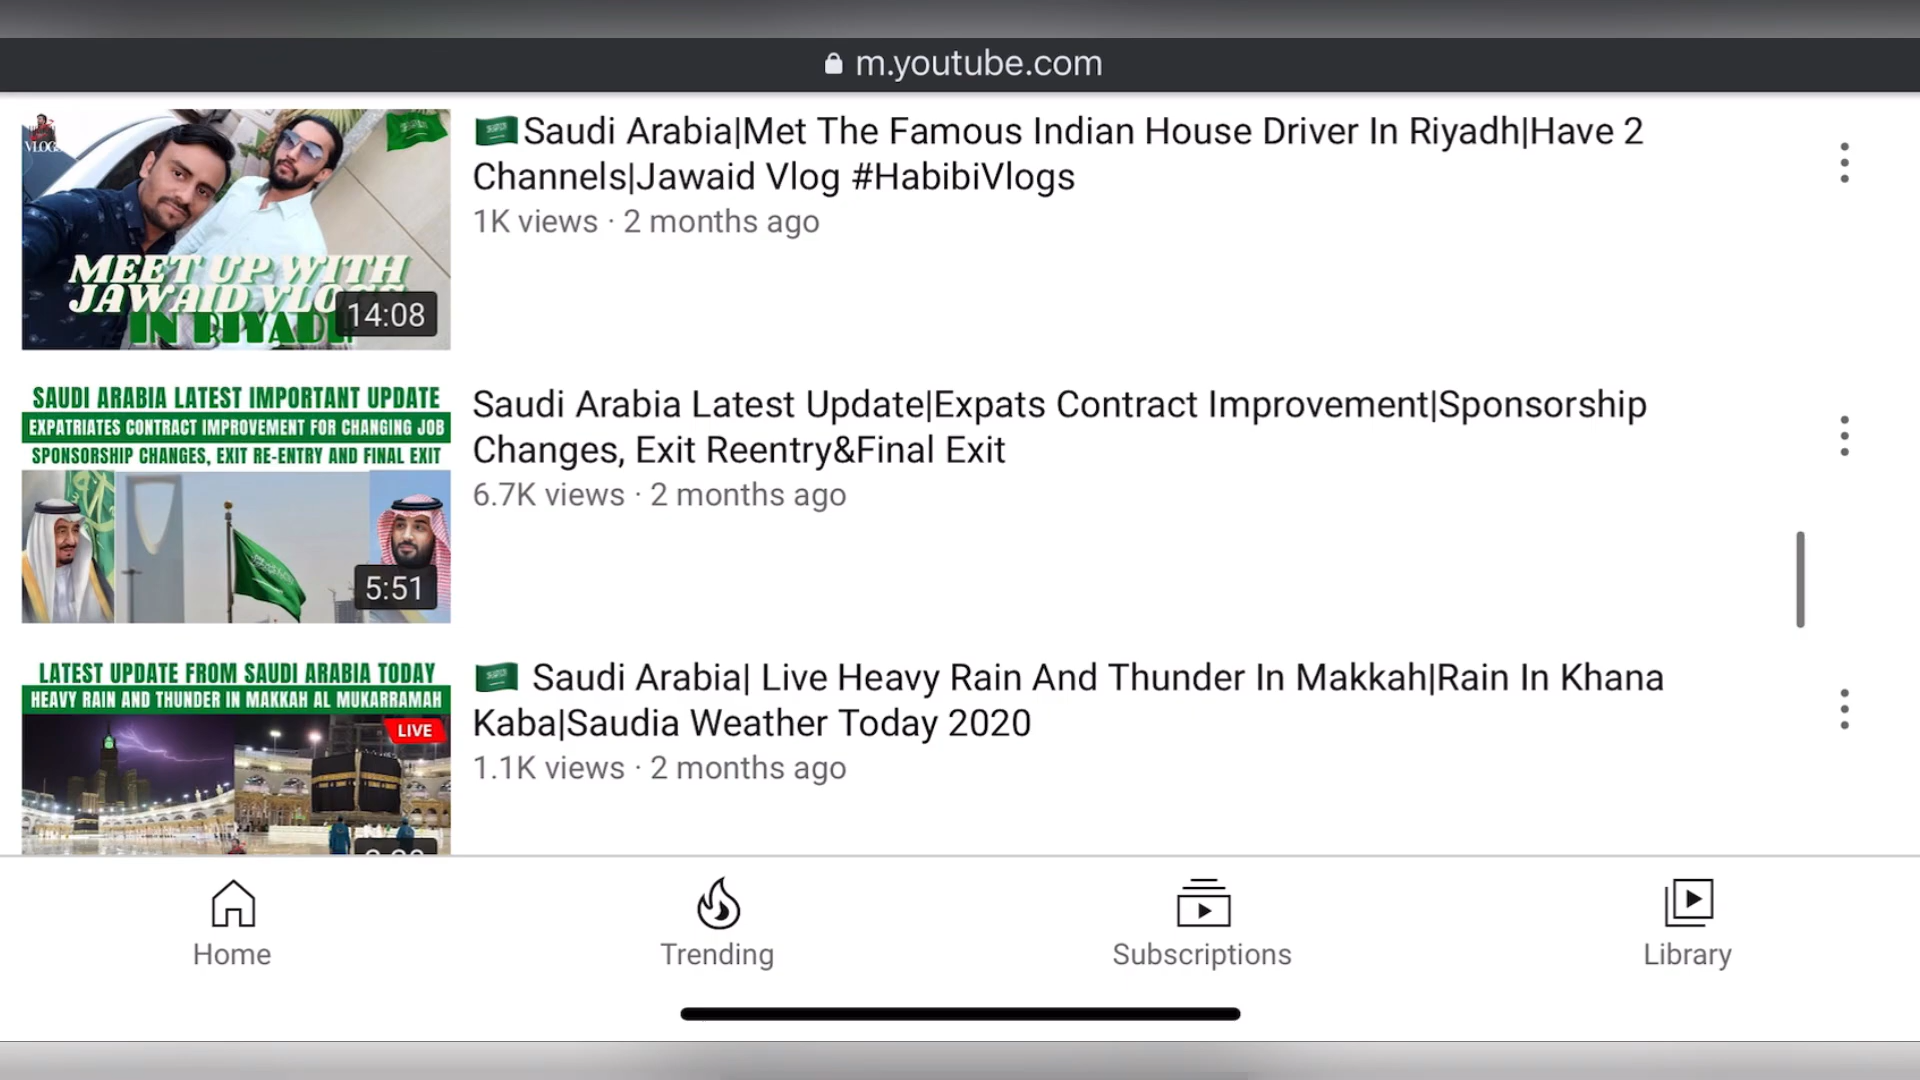 m.youtube.com
VLOGS
MEET UP WITH
JAWAID VLOGS
IN RIYADH
14:08
🇸🇦Saudi Arabia|Met The Famous Indian House Driver In Riyadh|Have 2
Channels|Jawaid Vlog #HabibiVlogs
1K views · 2 months ago
SAUDI ARABIA LATEST IMPORTANT UPDATE
EXPATRIATES CONTRACT IMPROVEMENT FOR CHANGING JOB
SPONSORSHIP CHANGES, EXIT RE-ENTRY AND FINAL EXIT
5:51
Saudi Arabia Latest Update|Expats Contract Improvement|Sponsorship
Changes, Exit Reentry&Final Exit
6.7K views · 2 months ago
LATEST UPDATE FROM SAUDI ARABIA TODAY
HEAVY RAIN AND THUNDER IN MAKKAH AL MUKARRAMAH
LIVE
🇸🇦 Saudi Arabia| Live Heavy Rain And Thunder In Makkah|Rain In Khana
Kaba|Saudia Weather Today 2020
1.1K views · 2 months ago
Home
Trending
Subscriptions
Library